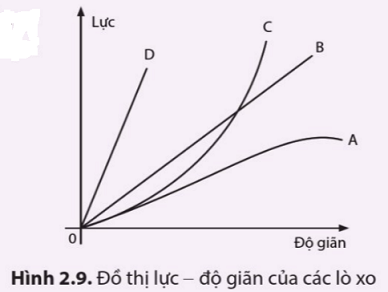 Lực
C
B
D
A
0
Độ giãn
Hình 2.9. Đồ thị lực – độ giãn của các lò xo